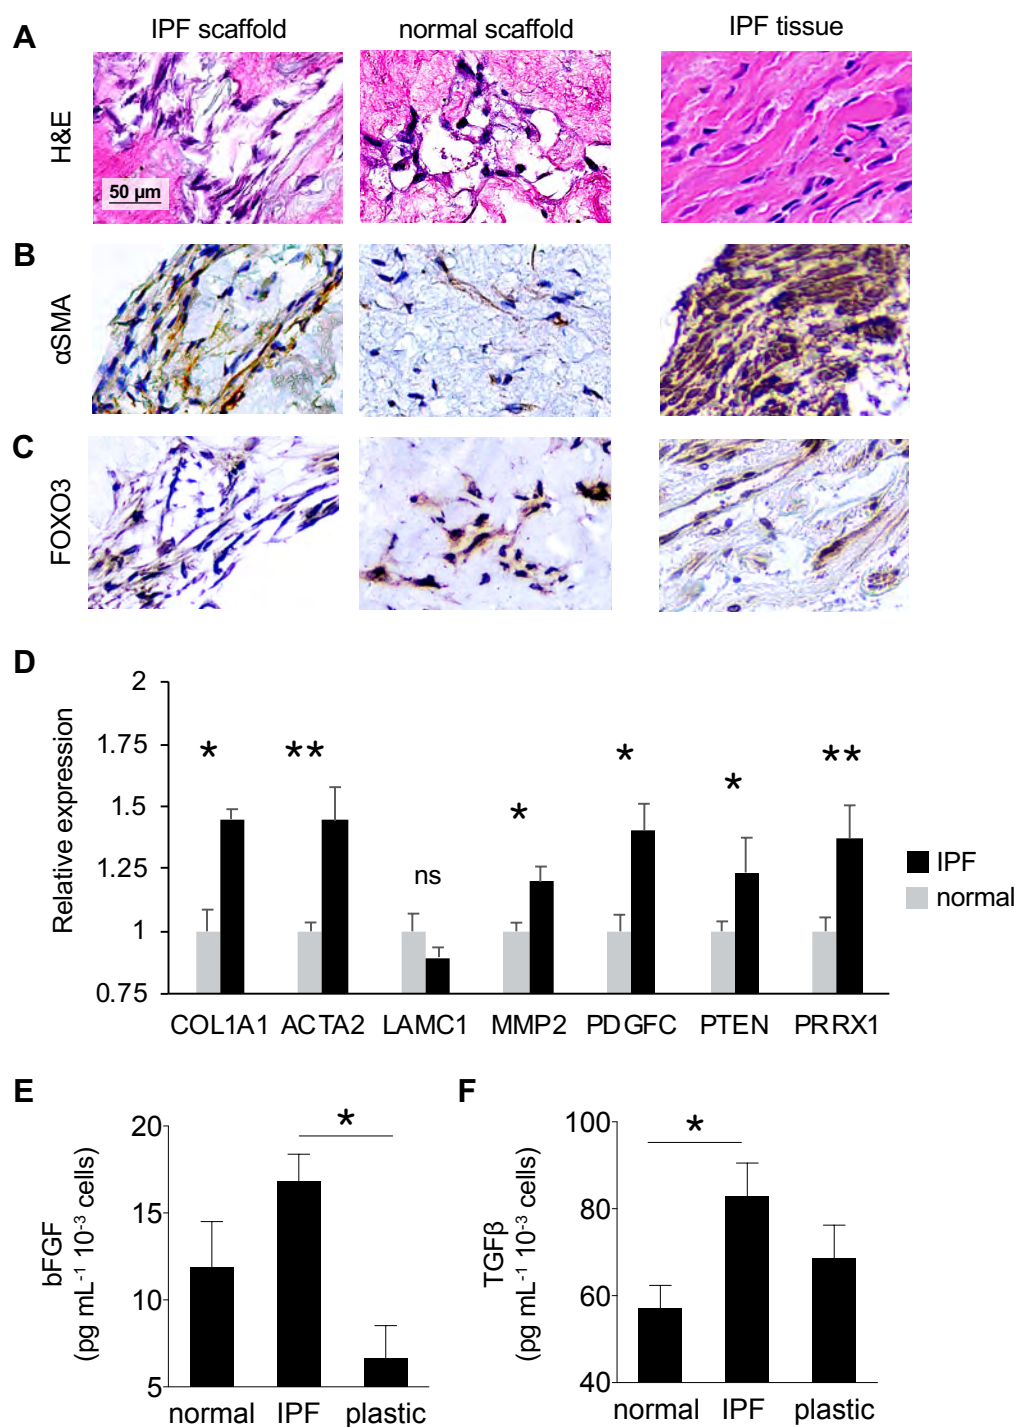 A
IPF scaffold
normal scaffold
IPF tissue
H&E
50 μm
B
αSMA
C
FOXO3
D
Relative expression
2
1.75
1.5
1.25
1
0.75
*
**
ns
*
*
*
**
COL1A1 ACTA2 LAMC1 MMP2 PDGFC PTEN PRRX1
IPF
normal
E
bFGF
(pg mL⁻¹ 10⁻³ cells)
20
15
10
5
*
normal IPF plastic
F
TGFβ
(pg mL⁻¹ 10⁻³ cells)
100
80
60
40
*
normal IPF plastic